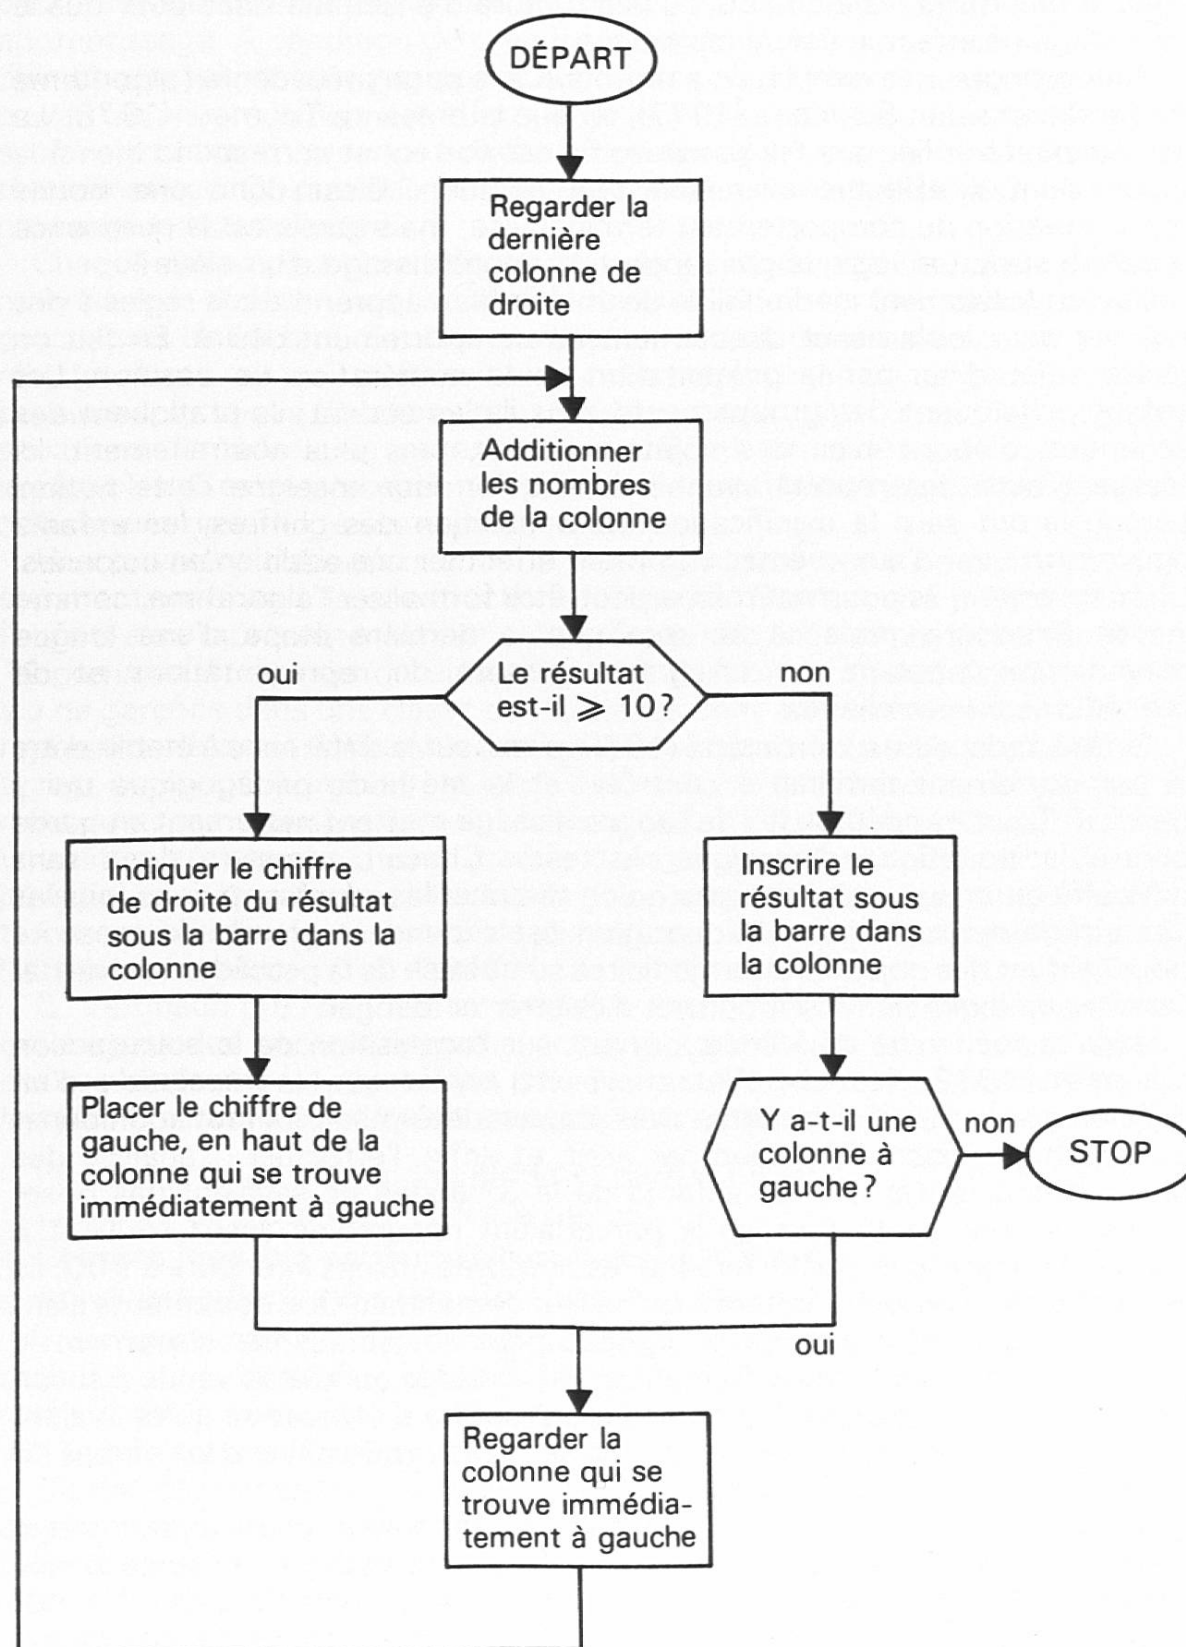 DÉPART
Regarder la
dernière
colonne de
droite
Additionner
les nombres
de la colonne
Le résultat
est-il ⩾ 10?
oui
non
Indiquer le chiffre
de droite du résultat
sous la barre dans la
colonne
Inscrire le
résultat sous
la barre dans
la colonne
Placer le chiffre de
gauche, en haut de la
colonne qui se trouve
immédiatement à gauche
Y a-t-il une
colonne à
gauche?
non
STOP
oui
Regarder la
colonne qui se
trouve immédia-
tement à gauche